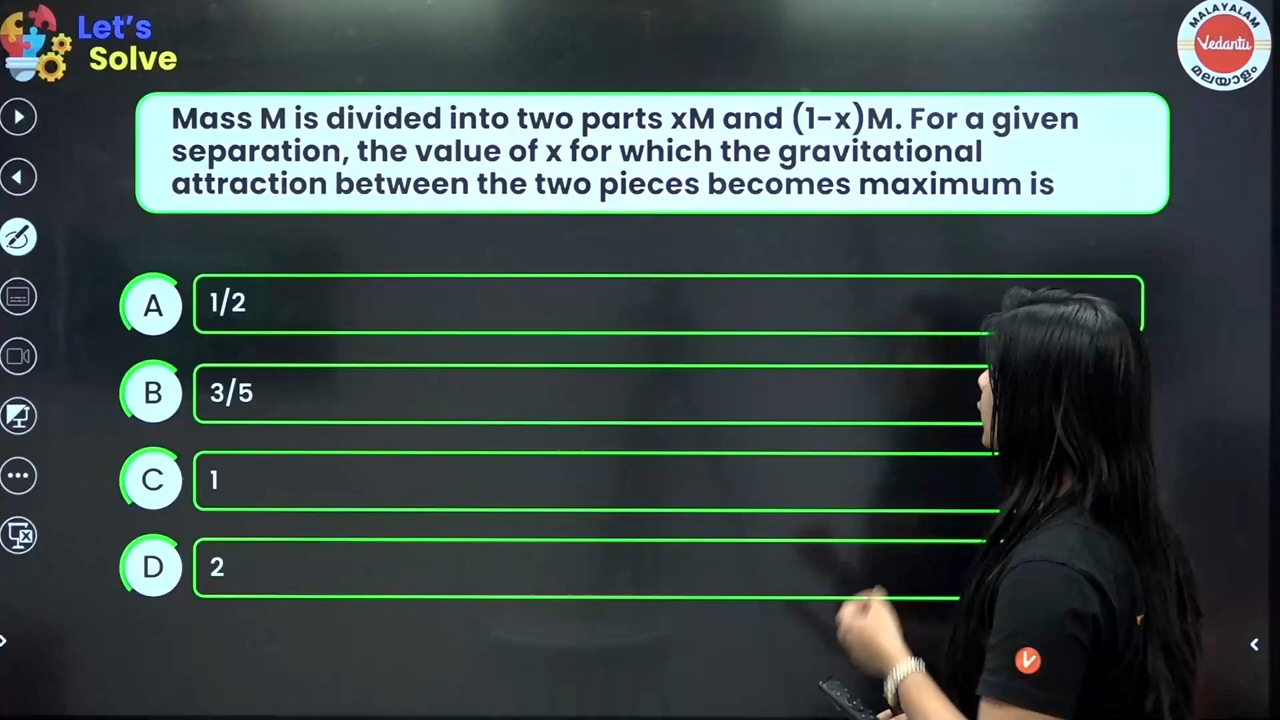 Let's
Solve
MALAYALAM
Vedantu
മലയാളം
Mass M is divided into two parts xM and (1-x)M. For a given
separation, the value of x for which the gravitational
attraction between the two pieces becomes maximum is
A 1/2
B 3/5
C 1
D 2